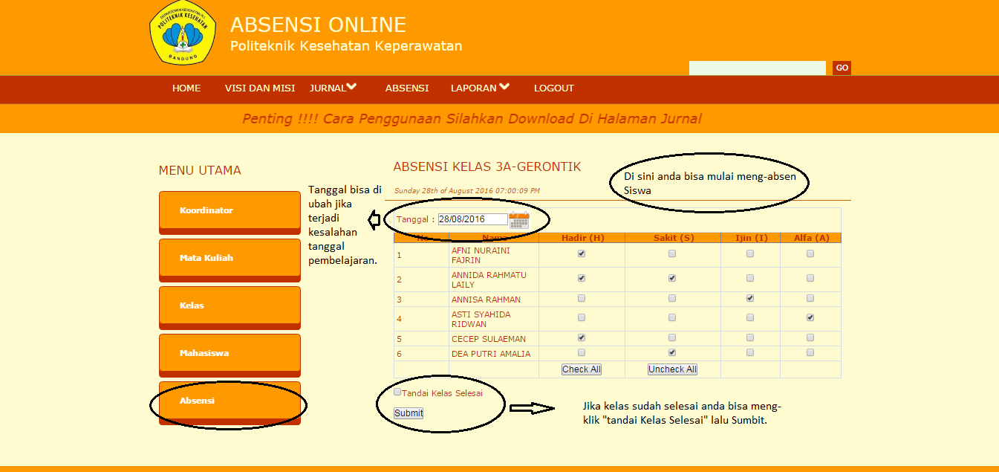 DEPARTEMEN KESEHATAN R.I.
POLITEKNIK KESEHATAN
BANDUNG
ABSENSI ONLINE
Politeknik Kesehatan Keperawatan
GO
HOME VISI DAN MISI JURNAL ABSENSI LAPORAN LOGOUT
Penting !!!! Cara Penggunaan Silahkan Download Di Halaman Jurnal
MENU UTAMA
Koordinator
Mata Kuliah
Kelas
Mahasiswa
Absensi
Tanggal bisa di
ubah jika
terjadi
kesalahan
tanggal
pembelajaran.
ABSENSI KELAS 3A-GERONTIK
Di sini anda bisa mulai meng-absen
Siswa
Sunday 28th of August 2016 07:00:09 PM
Tanggal : 28/08/2016
No Nama Hadir (H) Sakit (S) Ijin (I) Alfa (A)
1 AFNI NURAINI
FAJRIN
2 ANNIDA RAHMATU
LAILY
3 ANNISA RAHMAN
4 ASTI SYAHIDA
RIDWAN
5 CECEP SULAEMAN
6 DEA PUTRI AMALIA
Check All Uncheck All
Tandai Kelas Selesai
Submit
Jika kelas sudah selesai anda bisa meng-
klik "tandai Kelas Selesai" lalu Sumbit.